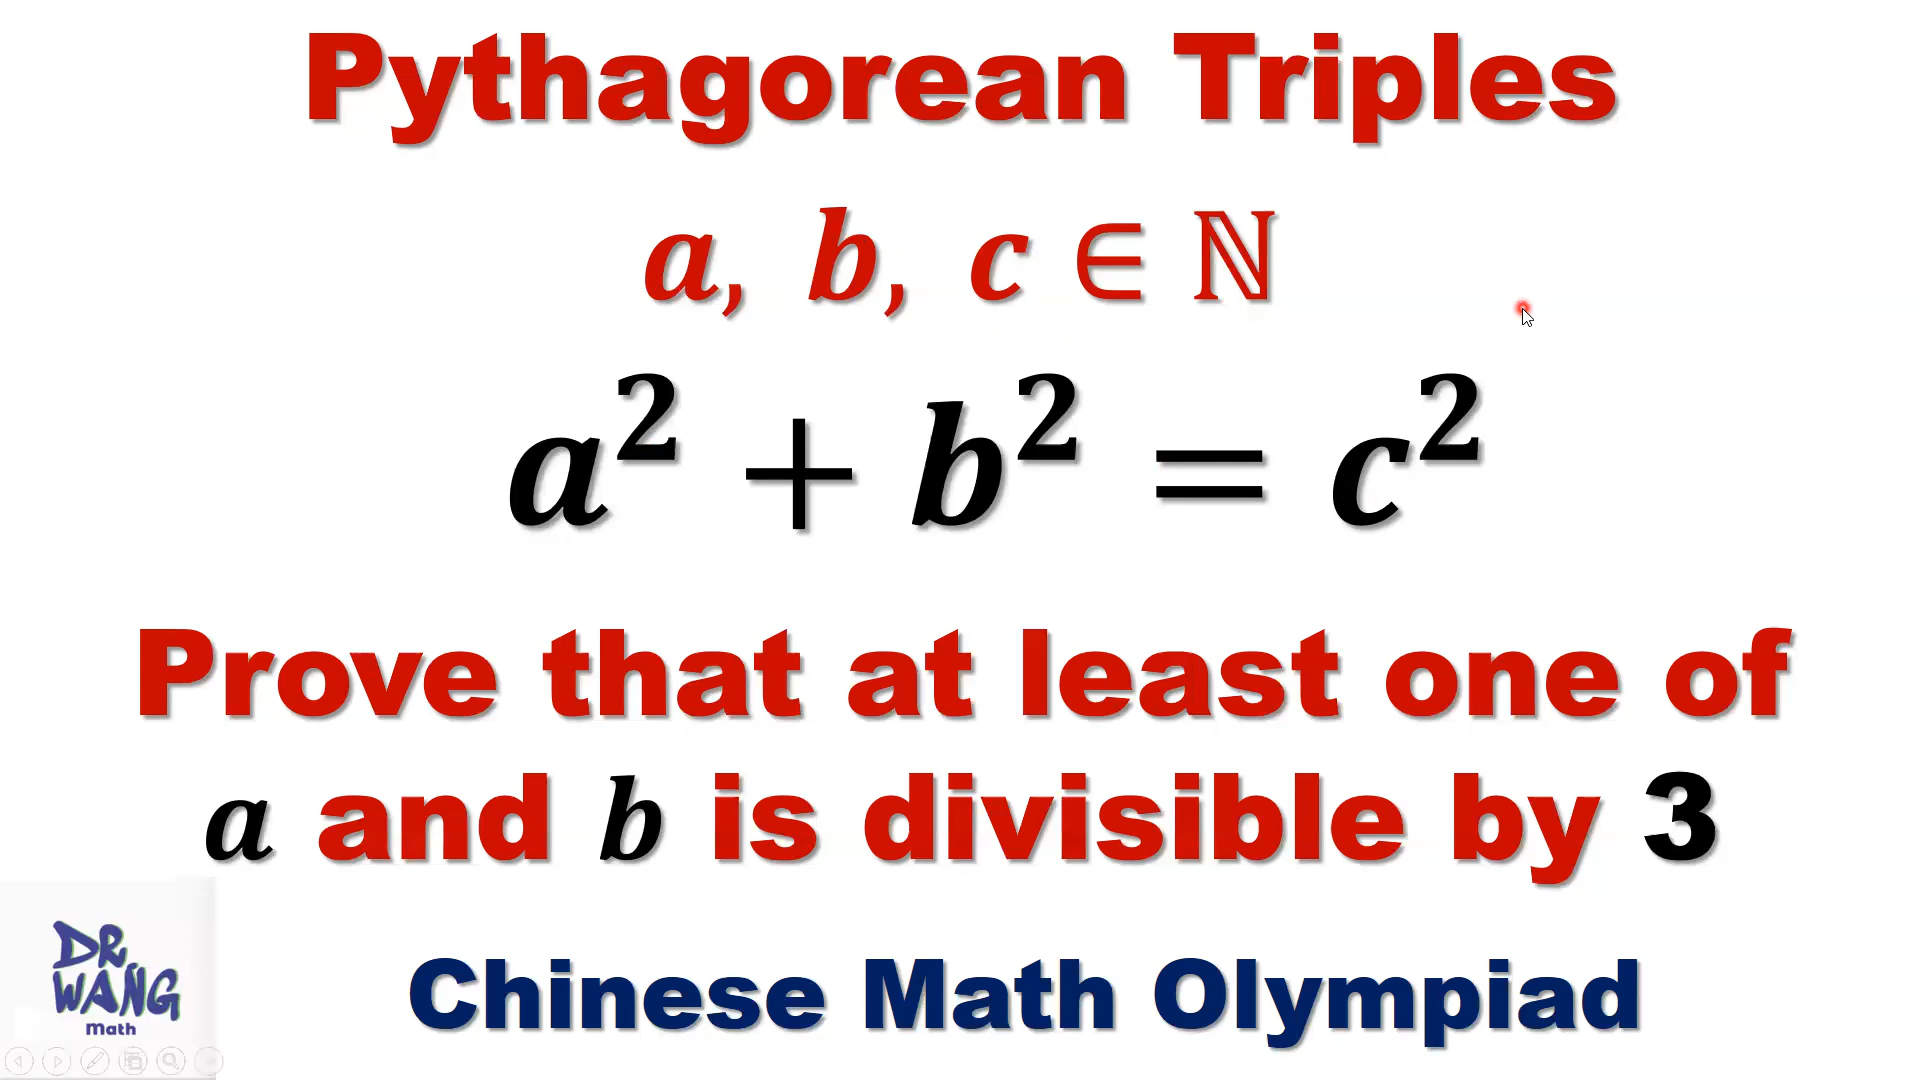 Pythagorean Triples
a, b, c ∈ ℕ
a² + b² = c²
Prove that at least one of
a and b is divisible by 3
DR
WANG
Math
Chinese Math Olympiad